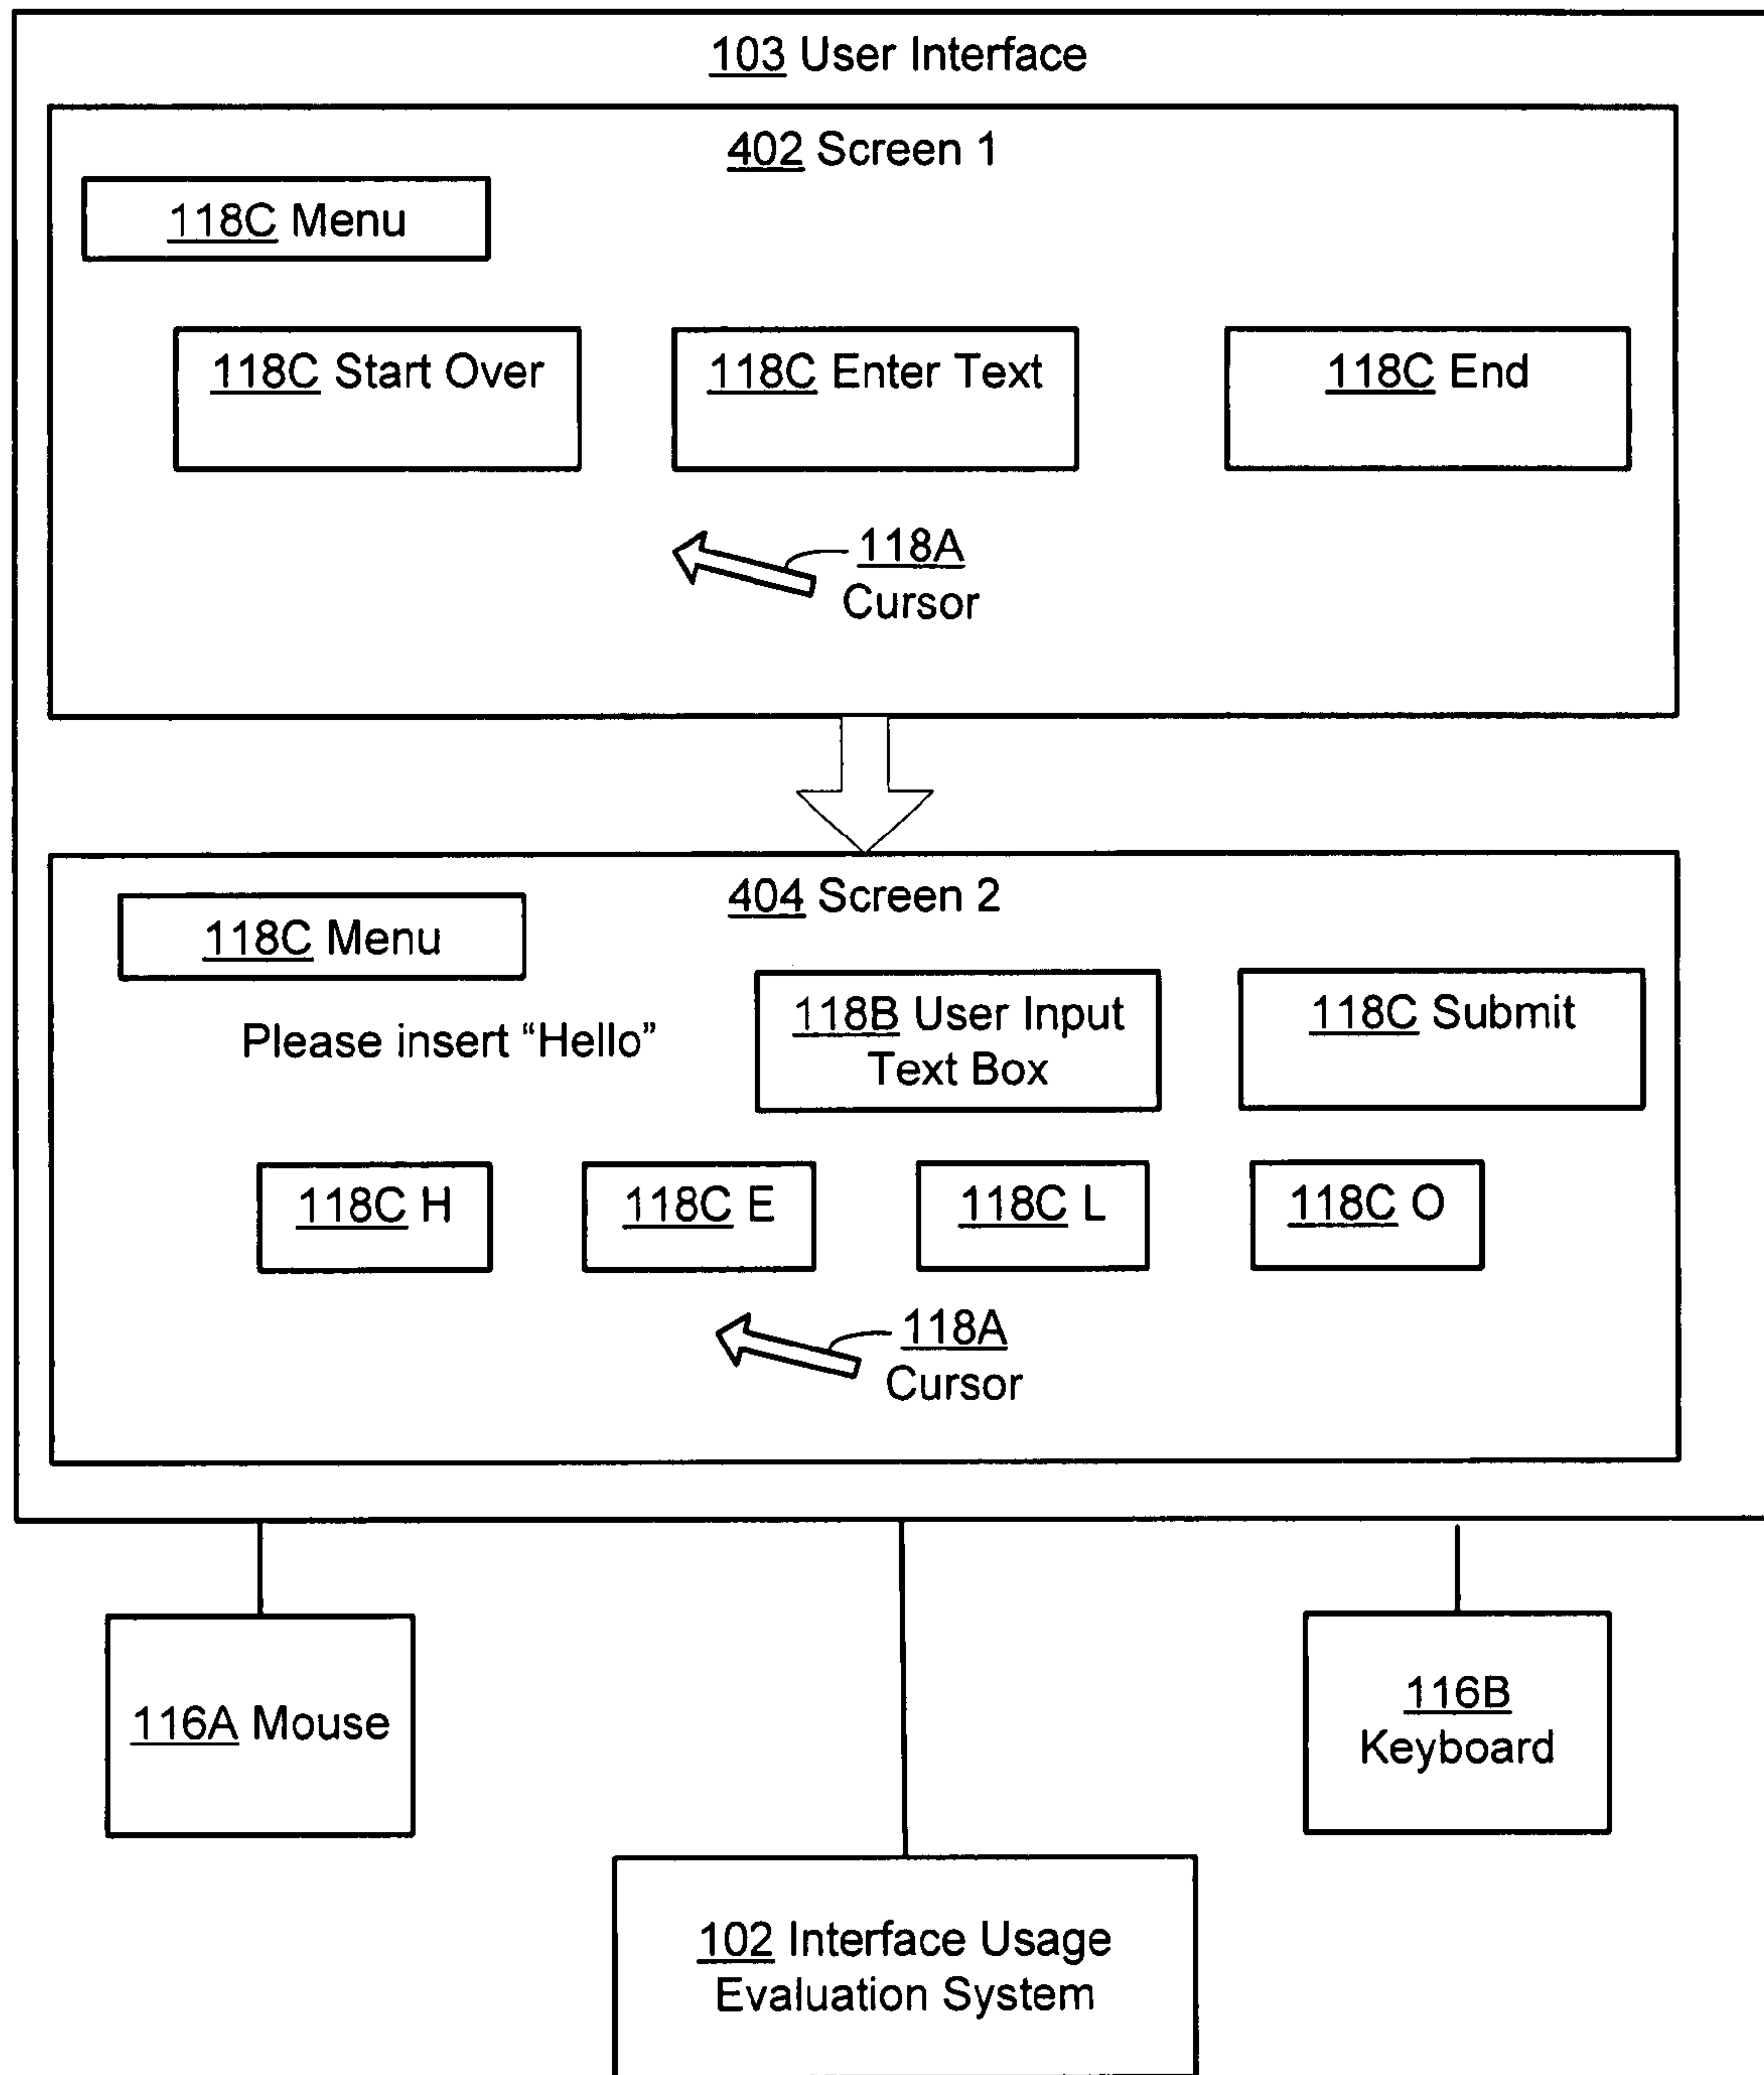 103 User Interface
402 Screen 1
118C Menu
118C Start Over
118C Enter Text
118C End
118A
Cursor
404 Screen 2
118C Menu
Please insert “Hello”
118B User Input
Text Box
118C Submit
118C H
118C E
118C L
118C O
118A
Cursor
116A Mouse
116B
Keyboard
102 Interface Usage
Evaluation System